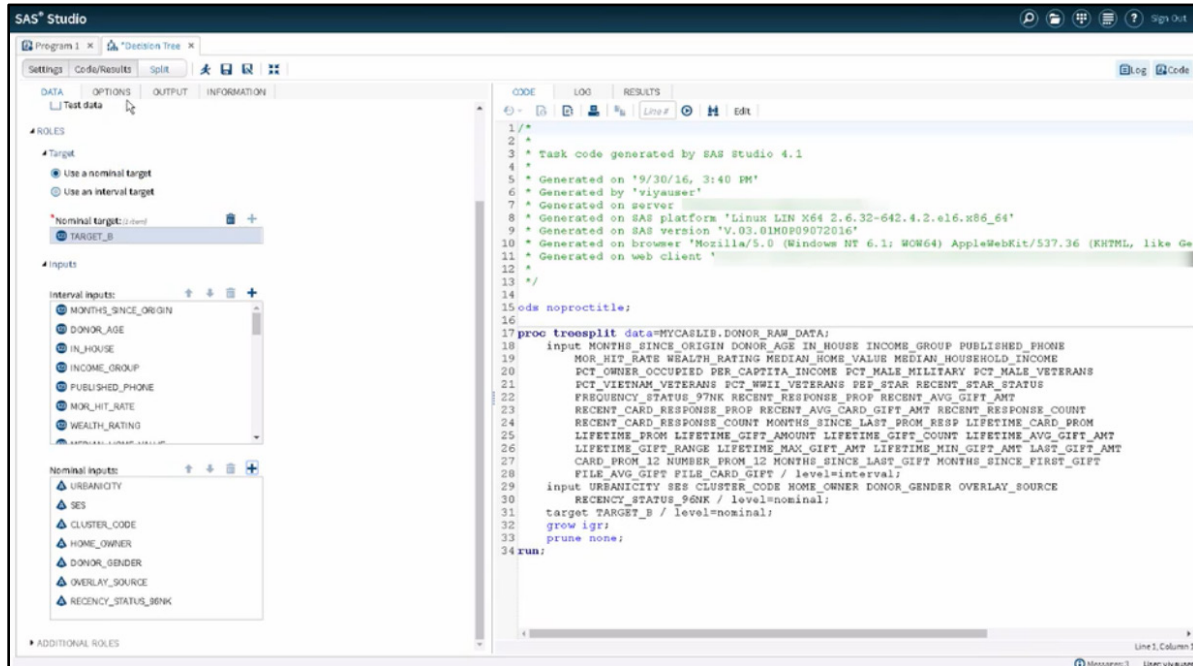 SAS® Studio
Sign Out
Program 1 × *Decision Tree ×
Settings Code/Results Split
Log Code
DATA OPTIONS OUTPUT INFORMATION
Test data
ROLES
Target
Use a nominal target
Use an interval target
*Nominal target: (1 item)
TARGET_B
Inputs
Interval inputs:
MONTHS_SINCE_ORIGIN
DONOR_AGE
IN_HOUSE
INCOME_GROUP
PUBLISHED_PHONE
MOR_HIT_RATE
WEALTH_RATING
MEDIAN_HOME_VALUE
Nominal inputs:
URBANICITY
SES
CLUSTER_CODE
HOME_OWNER
DONOR_GENDER
OVERLAY_SOURCE
RECENCY_STATUS_96NK
ADDITIONAL ROLES
CODE LOG RESULTS
Line # Edit
1 /*
2 *
3 * Task code generated by SAS Studio 4.1
4 *
5 * Generated on '9/30/16, 3:40 PM'
6 * Generated by 'viyauser'
7 * Generated on server
8 * Generated on SAS platform 'Linux LIN X64 2.6.32-642.4.2.el6.x86_64'
9 * Generated on SAS version 'V.03.01M0P09072016'
10 * Generated on browser 'Mozilla/5.0 (Windows NT 6.1; WOW64) AppleWebKit/537.36 (KHTML, like Ge
11 * Generated on web client '
12 *
13 */
14
15 ods noproctitle;
16
17 proc treesplit data=MYCASLIB.DONOR_RAW_DATA;
18 input MONTHS_SINCE_ORIGIN DONOR_AGE IN_HOUSE INCOME_GROUP PUBLISHED_PHONE
19 MOR_HIT_RATE WEALTH_RATING MEDIAN_HOME_VALUE MEDIAN_HOUSEHOLD_INCOME
20 PCT_OWNER_OCCUPIED PER_CAPTITA_INCOME PCT_MALE_MILITARY PCT_MALE_VETERANS
21 PCT_VIETNAM_VETERANS PCT_WWII_VETERANS PEP_STAR RECENT_STAR_STATUS
22 FREQUENCY_STATUS_97NK RECENT_RESPONSE_PROP RECENT_AVG_GIFT_AMT
23 RECENT_CARD_RESPONSE_PROP RECENT_AVG_CARD_GIFT_AMT RECENT_RESPONSE_COUNT
24 RECENT_CARD_RESPONSE_COUNT MONTHS_SINCE_LAST_PROM_RESP LIFETIME_CARD_PROM
25 LIFETIME_PROM LIFETIME_GIFT_AMOUNT LIFETIME_GIFT_COUNT LIFETIME_AVG_GIFT_AMT
26 LIFETIME_GIFT_RANGE LIFETIME_MAX_GIFT_AMT LIFETIME_MIN_GIFT_AMT LAST_GIFT_AMT
27 CARD_PROM_12 NUMBER_PROM_12 MONTHS_SINCE_LAST_GIFT MONTHS_SINCE_FIRST_GIFT
28 FILE_AVG_GIFT FILE_CARD_GIFT / level=interval;
29 input URBANICITY SES CLUSTER_CODE HOME_OWNER DONOR_GENDER OVERLAY_SOURCE
30 RECENCY_STATUS_96NK / level=nominal;
31 target TARGET_B / level=nominal;
32 grow igr;
33 prune none;
34 run;
Line 1, Column 1
Messages: 3 User: viyauser